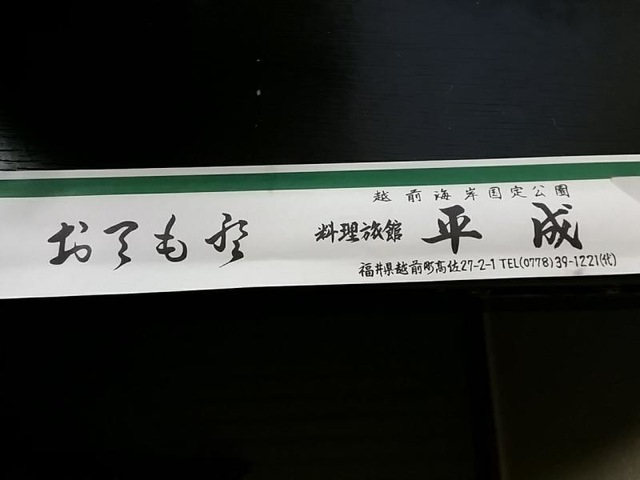 おてもと
越前海岸国定公園
料理旅館 平成
福井県越前町高佐27-2-1 TEL(0778)39-1221(代)